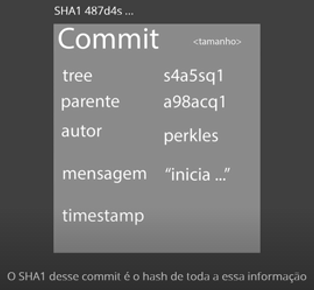 SHA1 487d4s ...
Commit <tamanho>
tree s4a5sq1
parente a98acq1
autor perkles
mensagem “inicia ...”
timestamp
O SHA1 desse commit é o hash de toda a essa informação